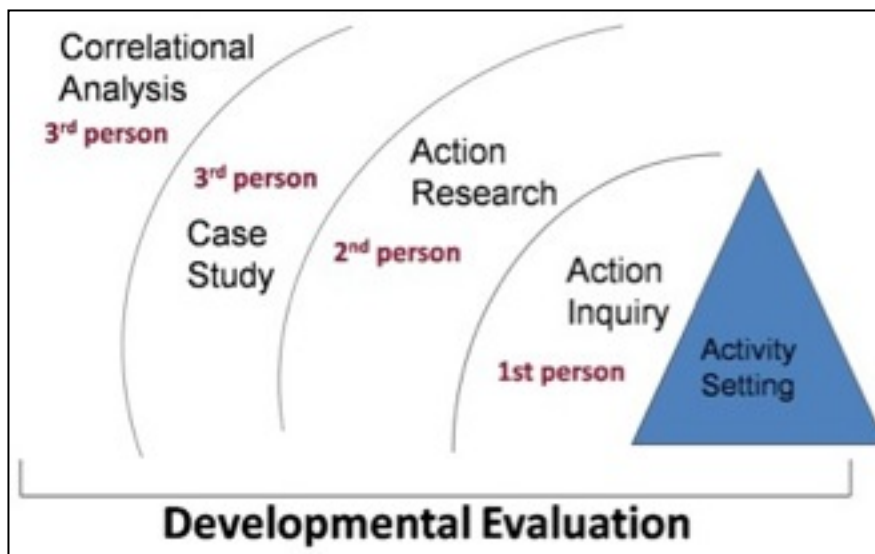 Correlational
Analysis
3rd person
3rd person
Case
Study
Action
Research
2nd person
Action
Inquiry
1st person
Activity
Setting
Developmental Evaluation